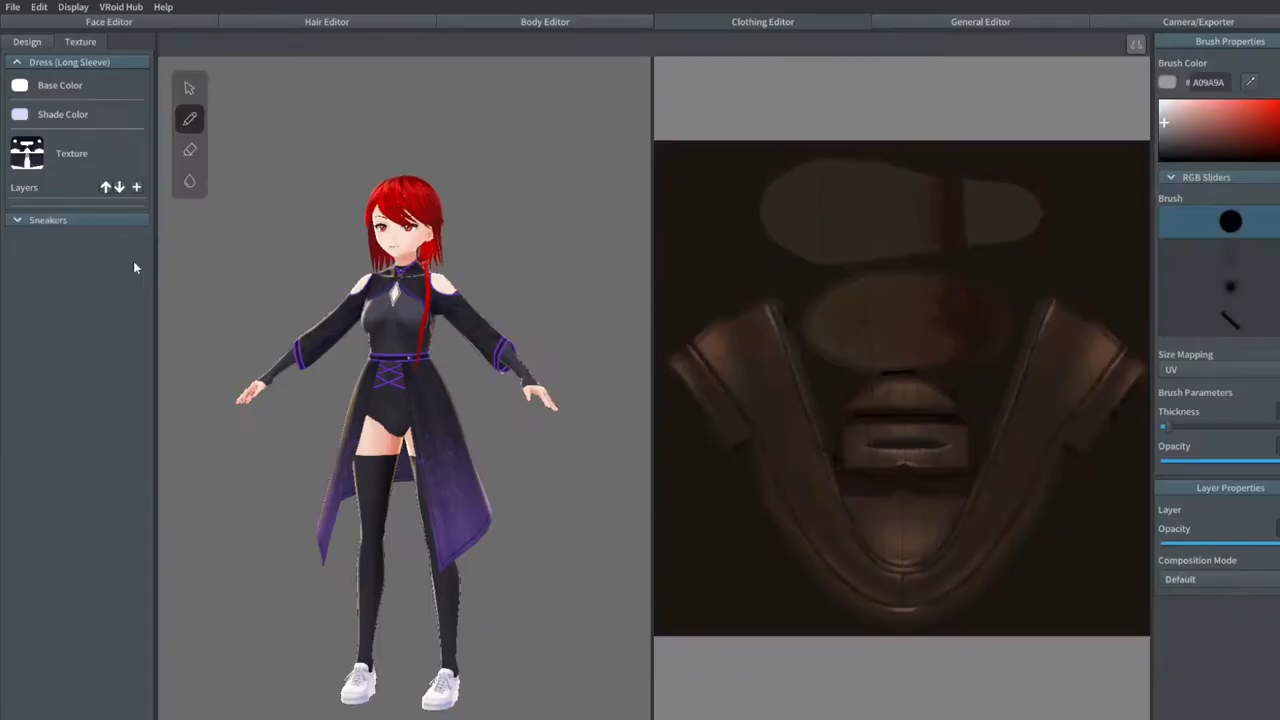 File Edit Display VRoid Hub Help
Face Editor Hair Editor Body Editor Clothing Editor General Editor Camera/Exporter
Design Texture
Dress (Long Sleeve)
Base Color
Shade Color
Texture
Layers
Sneakers
Brush Properties
Brush Color
# A09A9A
RGB Sliders
Brush
Size Mapping
UV
Brush Parameters
Thickness
Opacity
Layer Properties
Layer
Opacity
Composition Mode
Default